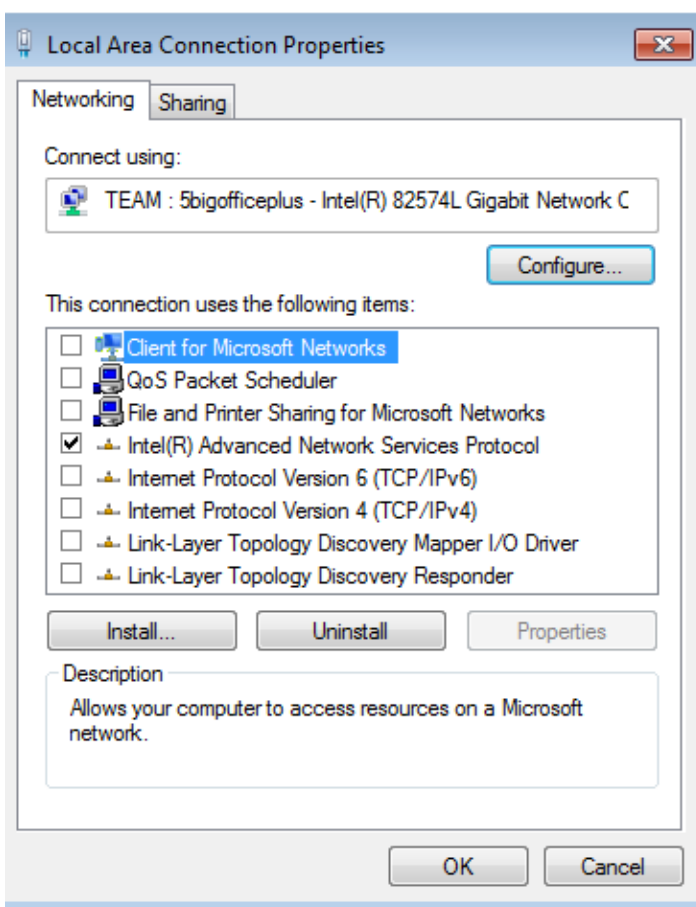 Local Area Connection Properties
Networking
Sharing
Connect using:
TEAM : 5bigofficeplus - Intel(R) 82574L Gigabit Network C
Configure...
This connection uses the following items:
Client for Microsoft Networks
QoS Packet Scheduler
File and Printer Sharing for Microsoft Networks
Intel(R) Advanced Network Services Protocol
Internet Protocol Version 6 (TCP/IPv6)
Internet Protocol Version 4 (TCP/IPv4)
Link-Layer Topology Discovery Mapper I/O Driver
Link-Layer Topology Discovery Responder
Install...
Uninstall
Properties
Description
Allows your computer to access resources on a Microsoft
network.
OK
Cancel